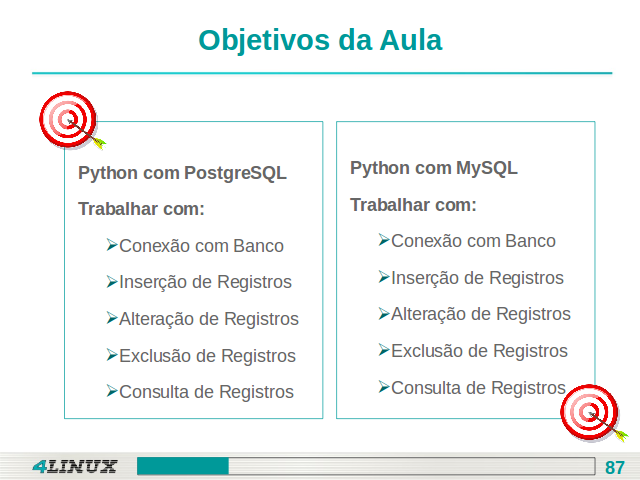 Objetivos da Aula
Python com PostgreSQL
Trabalhar com:
Conexão com Banco
Inserção de Registros
Alteração de Registros
Exclusão de Registros
Consulta de Registros
Python com MySQL
Trabalhar com:
Conexão com Banco
Inserção de Registros
Alteração de Registros
Exclusão de Registros
Consulta de Registros
4LINUX
87